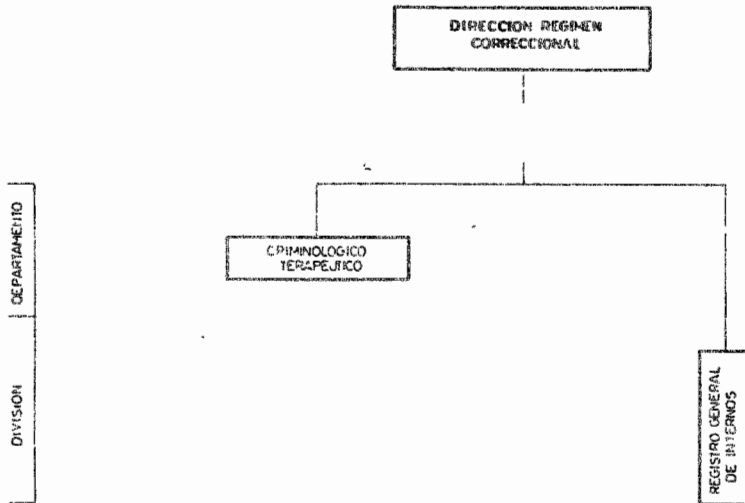 DIRECCION REGIMEN
CORRECCIONAL
DEPARTAMENTO
CRIMINOLOGICO
TERAPEUTICO
DIVISION
REGISTRO GENERAL
DE INTERNOS